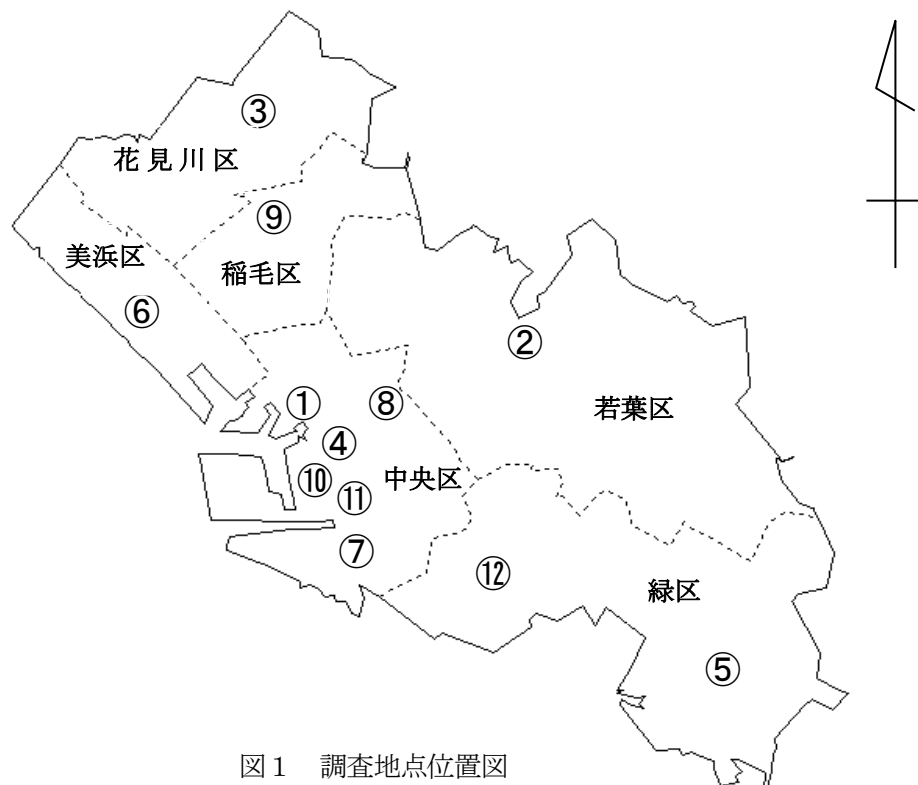 ③
花見川区
⑨
美浜区
稲毛区
⑥
②
①
⑧
若葉区
④
中央区
⑩
⑪
⑦
⑫
緑区
⑤
図1 調査地点位置図